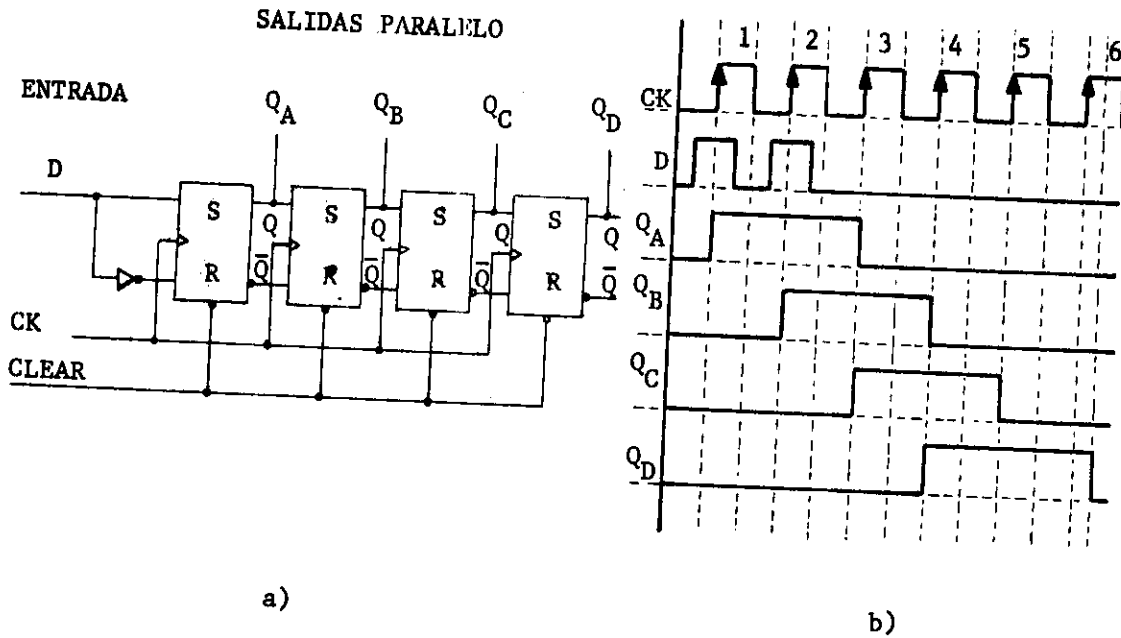 SALIDAS PARALELO
ENTRADA
Q_A Q_B Q_C Q_D
D
S S S S
Q Q Q Q
R R R R
Q̅ Q̅ Q̅ Q̅
CK
CLEAR
a)
1 2 3 4 5 6
CK
D
Q_A
Q_B
Q_C
Q_D
b)